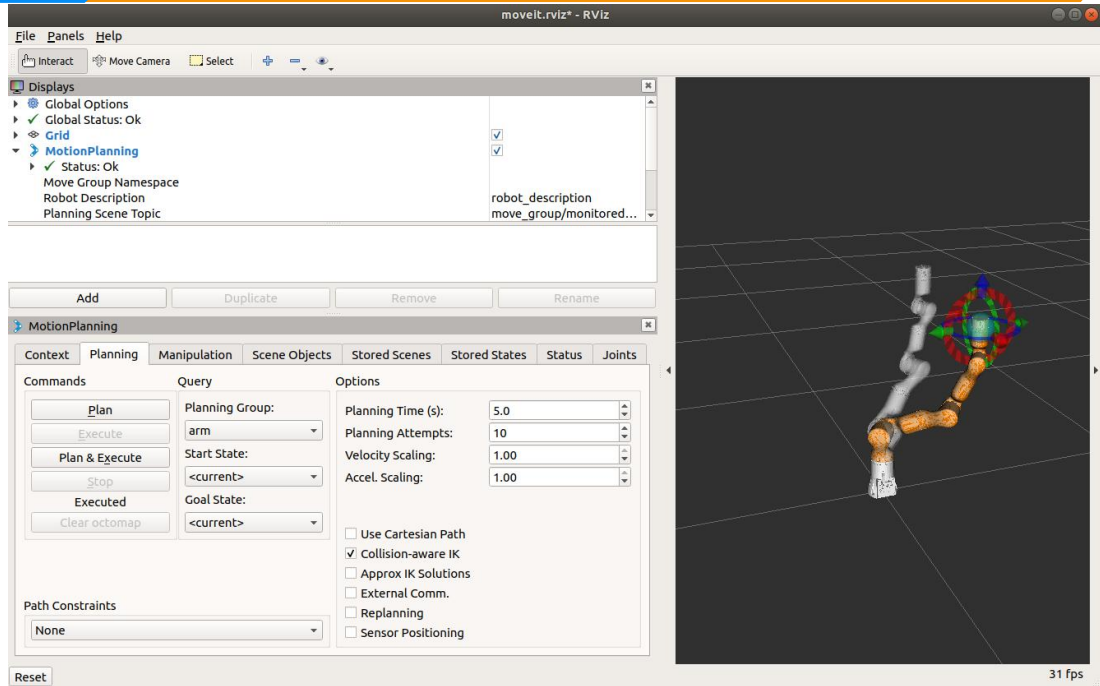 moveit.rviz* - RViz
File Panels Help
Interact Move Camera Select
Displays
Global Options
Global Status: Ok
Grid
MotionPlanning
Status: Ok
Move Group Namespace
Robot Description robot_description
Planning Scene Topic move_group/monitored...
Add Duplicate Remove Rename
MotionPlanning
Context Planning Manipulation Scene Objects Stored Scenes Stored States Status Joints
Commands Query Options
Plan Planning Group: Planning Time (s): 5.0
Execute arm Planning Attempts: 10
Plan & Execute Start State: Velocity Scaling: 1.00
Stop <current> Accel. Scaling: 1.00
Executed Goal State:
Clear octomap <current>
Use Cartesian Path
Collision-aware IK
Approx IK Solutions
External Comm.
Path Constraints Replanning
None Sensor Positioning
Reset 31 fps